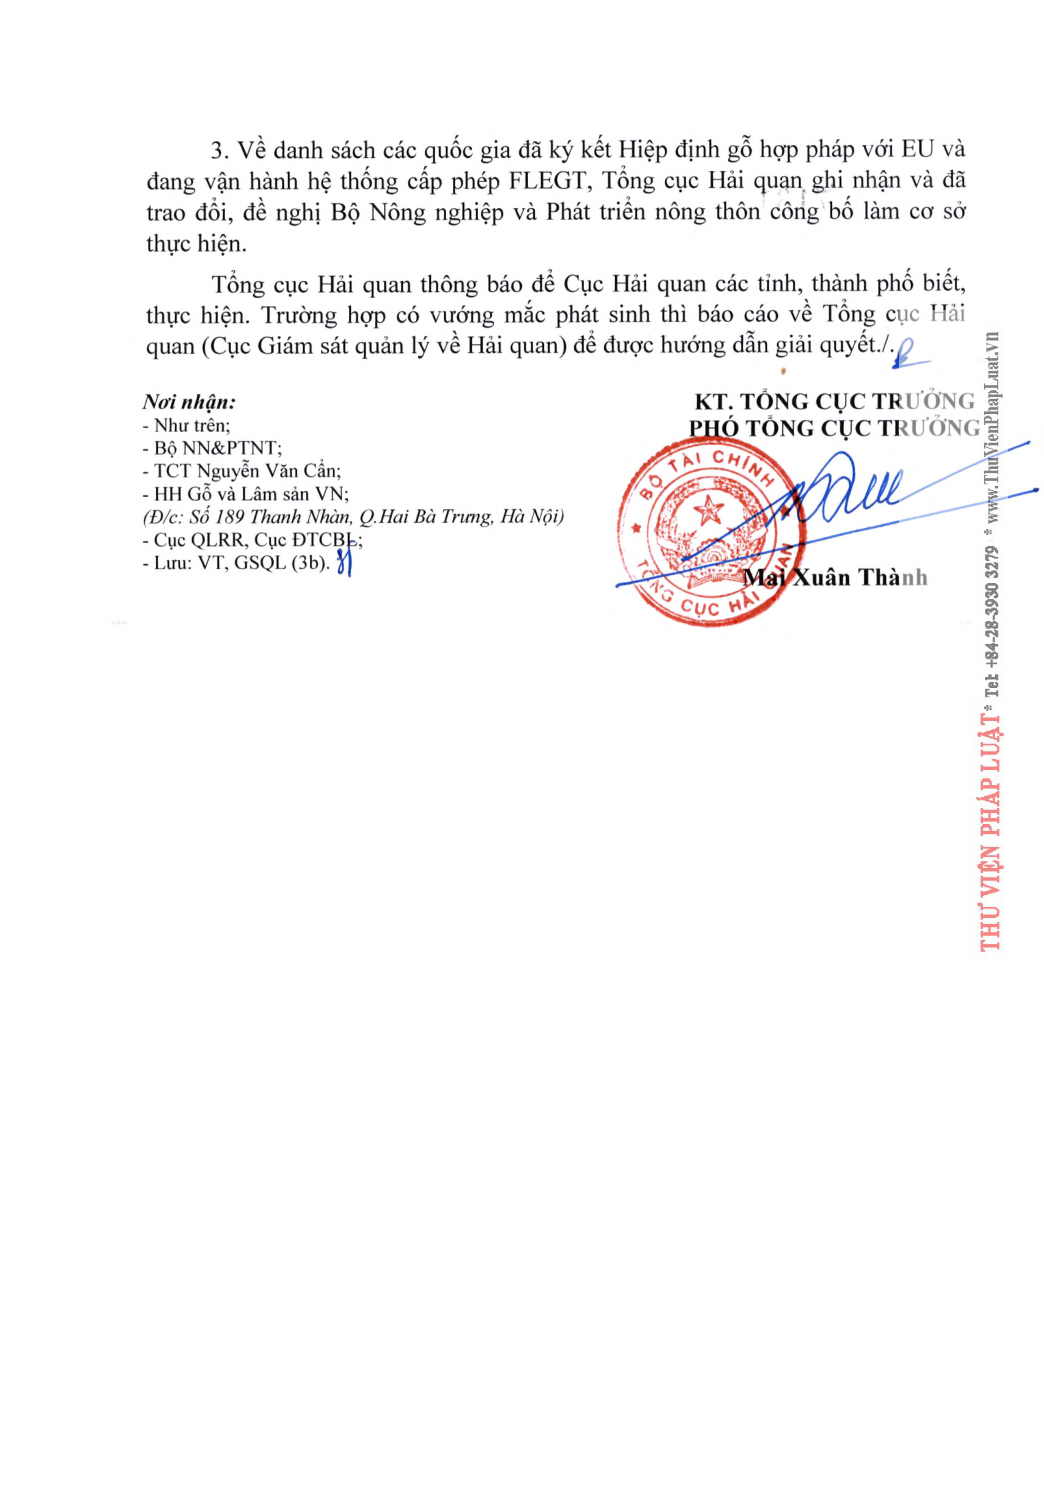 3. Về danh sách các quốc gia đã ký kết Hiệp định gỗ hợp pháp với EU và
đang vận hành hệ thống cấp phép FLEGT, Tổng cục Hải quan ghi nhận và đã
trao đổi, đề nghị Bộ Nông nghiệp và Phát triển nông thôn công bố làm cơ sở
thực hiện.
Tổng cục Hải quan thông báo để Cục Hải quan các tỉnh, thành phố biết,
thực hiện. Trường hợp có vướng mắc phát sinh thì báo cáo về Tổng cục Hải
quan (Cục Giám sát quản lý về Hải quan) để được hướng dẫn giải quyết./.
Nơi nhận:
- Như trên;
- Bộ NN&PTNT;
- TCT Nguyễn Văn Cẩn;
- HH Gỗ và Lâm sản VN;
(Đ/c: Số 189 Thanh Nhàn, Q.Hai Bà Trưng, Hà Nội)
- Cục QLRR, Cục ĐTCBL;
- Lưu: VT, GSQL (3b).
KT. TỔNG CỤC TRƯỞNG
PHÓ TỔNG CỤC TRƯỞNG
BỘ TÀI CHÍNH
TỔNG CỤC HẢI QUAN
Mai Xuân Thành
THƯ VIỆN PHÁP LUẬT * Tel: +84-28-3930 3279 * www.ThuVienPhapLuat.vn